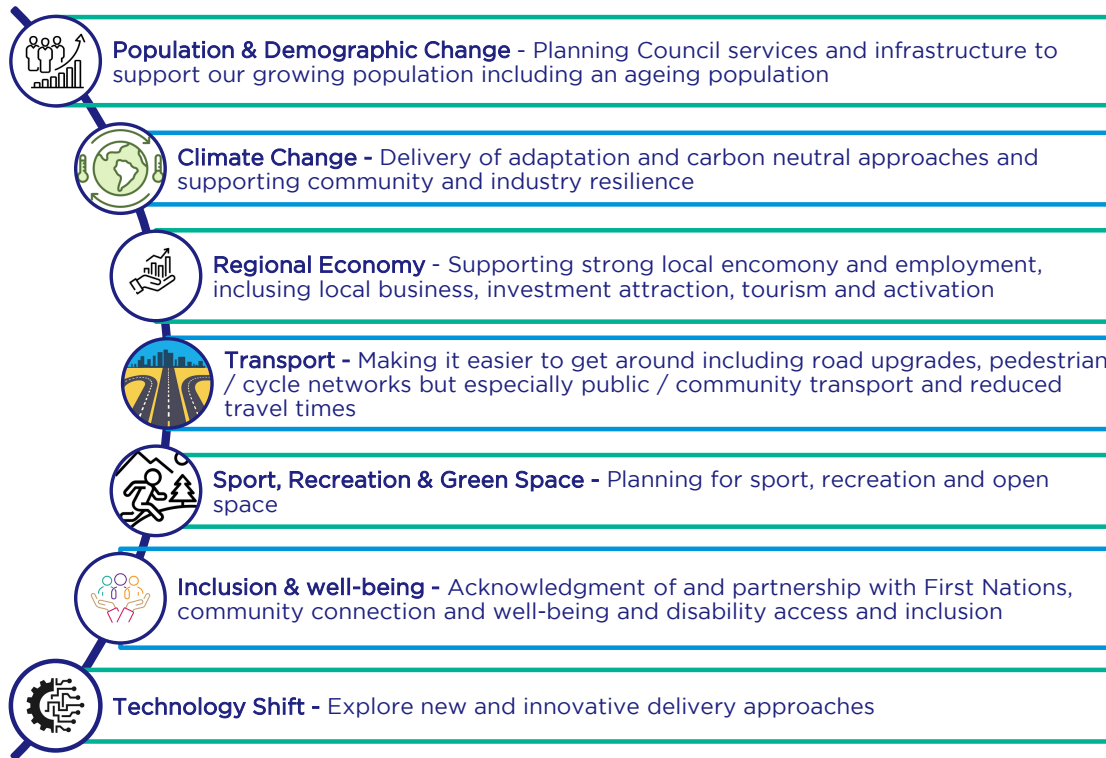 Population & Demographic Change - Planning Council services and infrastructure to
support our growing population including an ageing population
Climate Change - Delivery of adaptation and carbon neutral approaches and
supporting community and industry resilience
Regional Economy - Supporting strong local encomony and employment,
inclusing local business, investment attraction, tourism and activation
Transport - Making it easier to get around including road upgrades, pedestrian
/ cycle networks but especially public / community transport and reduced
travel times
Sport, Recreation & Green Space - Planning for sport, recreation and open
space
Inclusion & well-being - Acknowledgment of and partnership with First Nations,
community connection and well-being and disability access and inclusion
Technology Shift - Explore new and innovative delivery approaches